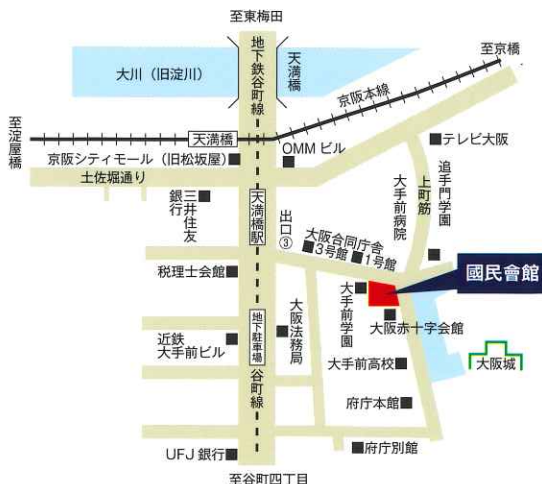 至東梅田
地下鉄谷町線
天満橋
大川（旧淀川）
至京橋
京阪本線
至淀屋橋
天満橋
OMMビル
テレビ大阪
京阪シティモール（旧松坂屋）
土佐堀通り
追手門学園
上町筋
大手前病院
三井住友
銀行
天満橋駅
出口③
大阪合同庁舎
3号館
1号館
税理士会館
國民會館
大手前学園
地下駐車場
大阪法務局
大阪赤十字会館
近鉄
大手前ビル
大手前高校
大阪城
谷町線
府庁本館
府庁別館
UFJ 銀行
至谷町四丁目